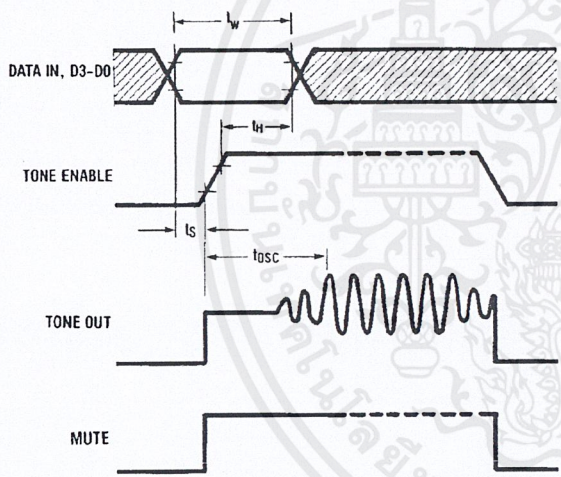 tW
DATA IN, D3-D0
tH
TONE ENABLE
tS
tOSC
TONE OUT
MUTE